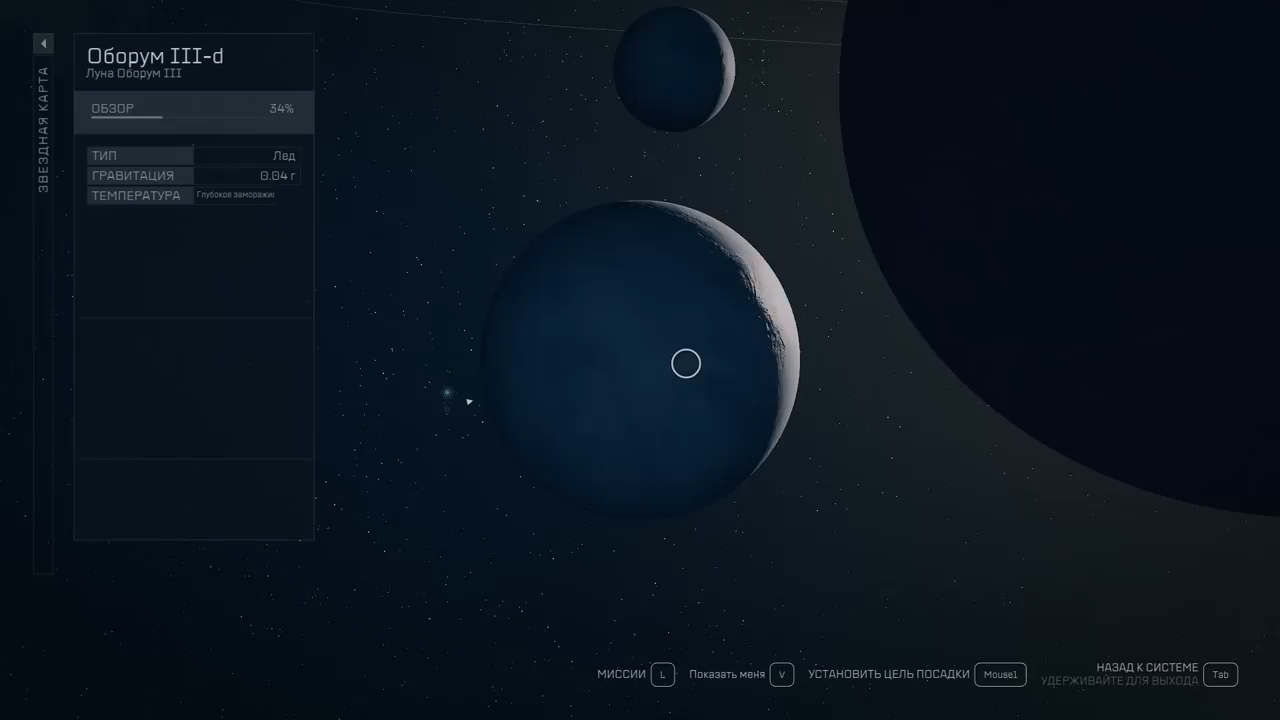 Оборум III-d
Луна Оборум III
ЗВЕЗДНАЯ КАРТА
ОБЗОР 34%
ТИП Лед
ГРАВИТАЦИЯ 0.04 г
ТЕМПЕРАТУРА Глубокое заморажи
МИССИИ L Показать меня V УСТАНОВИТЬ ЦЕЛЬ ПОСАДКИ Mouse1 НАЗАД К СИСТЕМЕ Tab
УДЕРЖИВАЙТЕ ДЛЯ ВЫХОДА